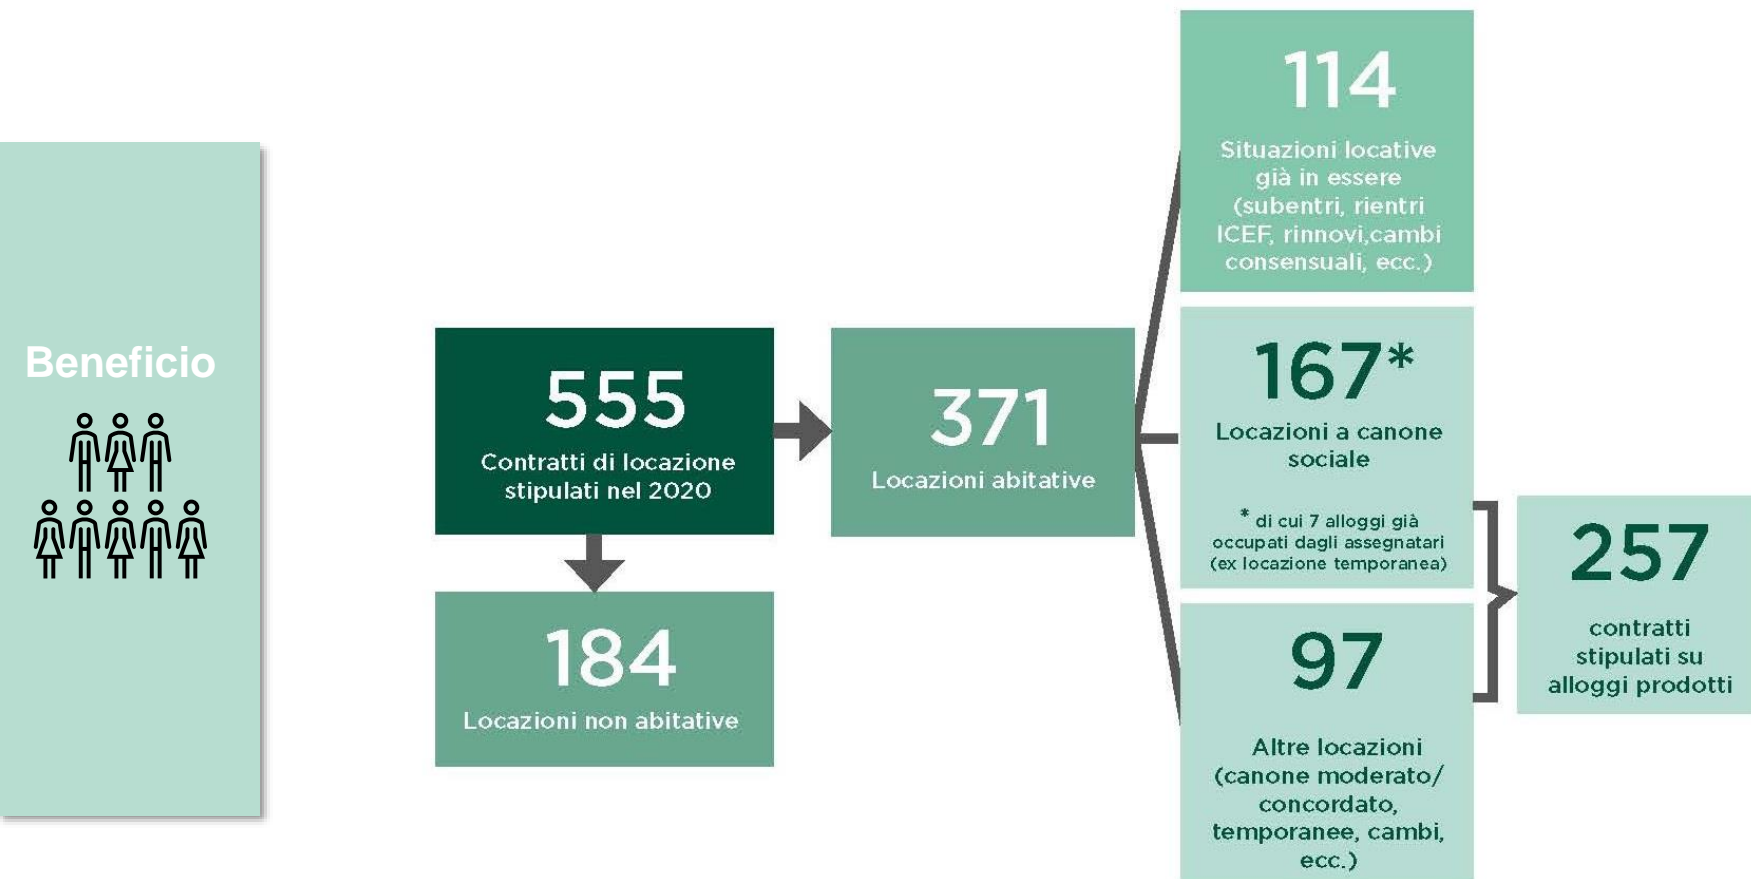 Beneficio
555
Contratti di locazione
stipulati nel 2020
184
Locazioni non abitative
371
Locazioni abitative
114
Situazioni locative
già in essere
(subentri, rientri
ICEF, rinnovi,cambi
consensuali, ecc.)
167*
Locazioni a canone
sociale
* di cui 7 alloggi già
occupati dagli assegnatari
(ex locazione temporanea)
97
Altre locazioni
(canone moderato/
concordato,
temporanee, cambi,
ecc.)
257
contratti
stipulati su
alloggi prodotti